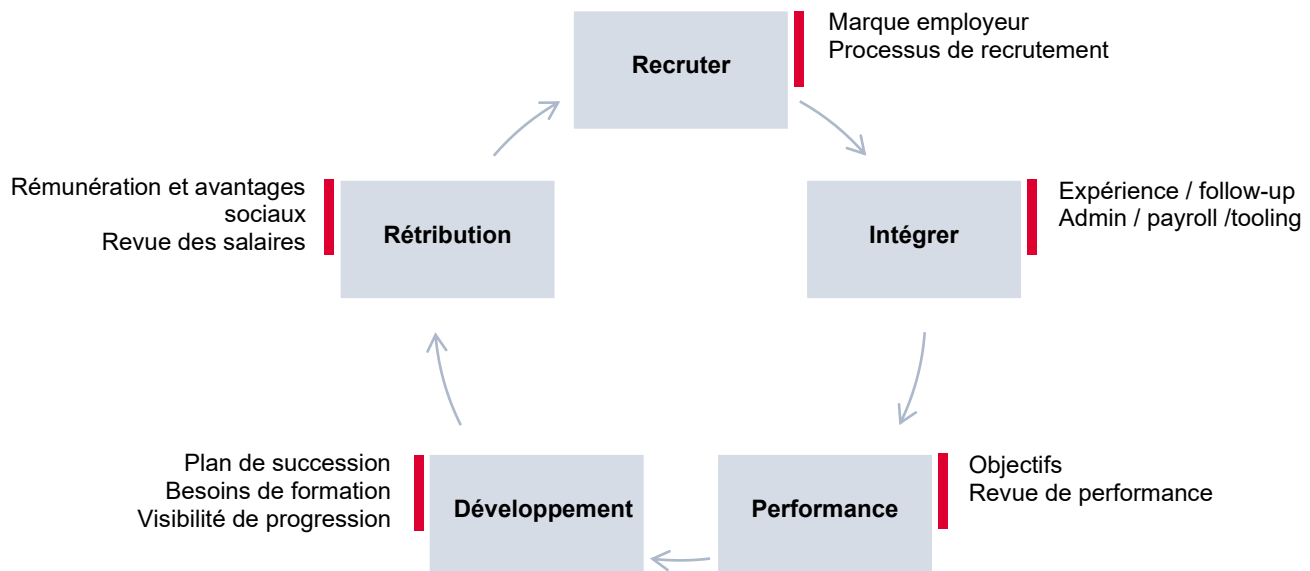 Recruter
Marque employeur
Processus de recrutement
Rémunération et avantages
sociaux
Revue des salaires
Rétribution
Intégrer
Expérience / follow-up
Admin / payroll /tooling
Plan de succession
Besoins de formation
Visibilité de progression
Développement
Performance
Objectifs
Revue de performance